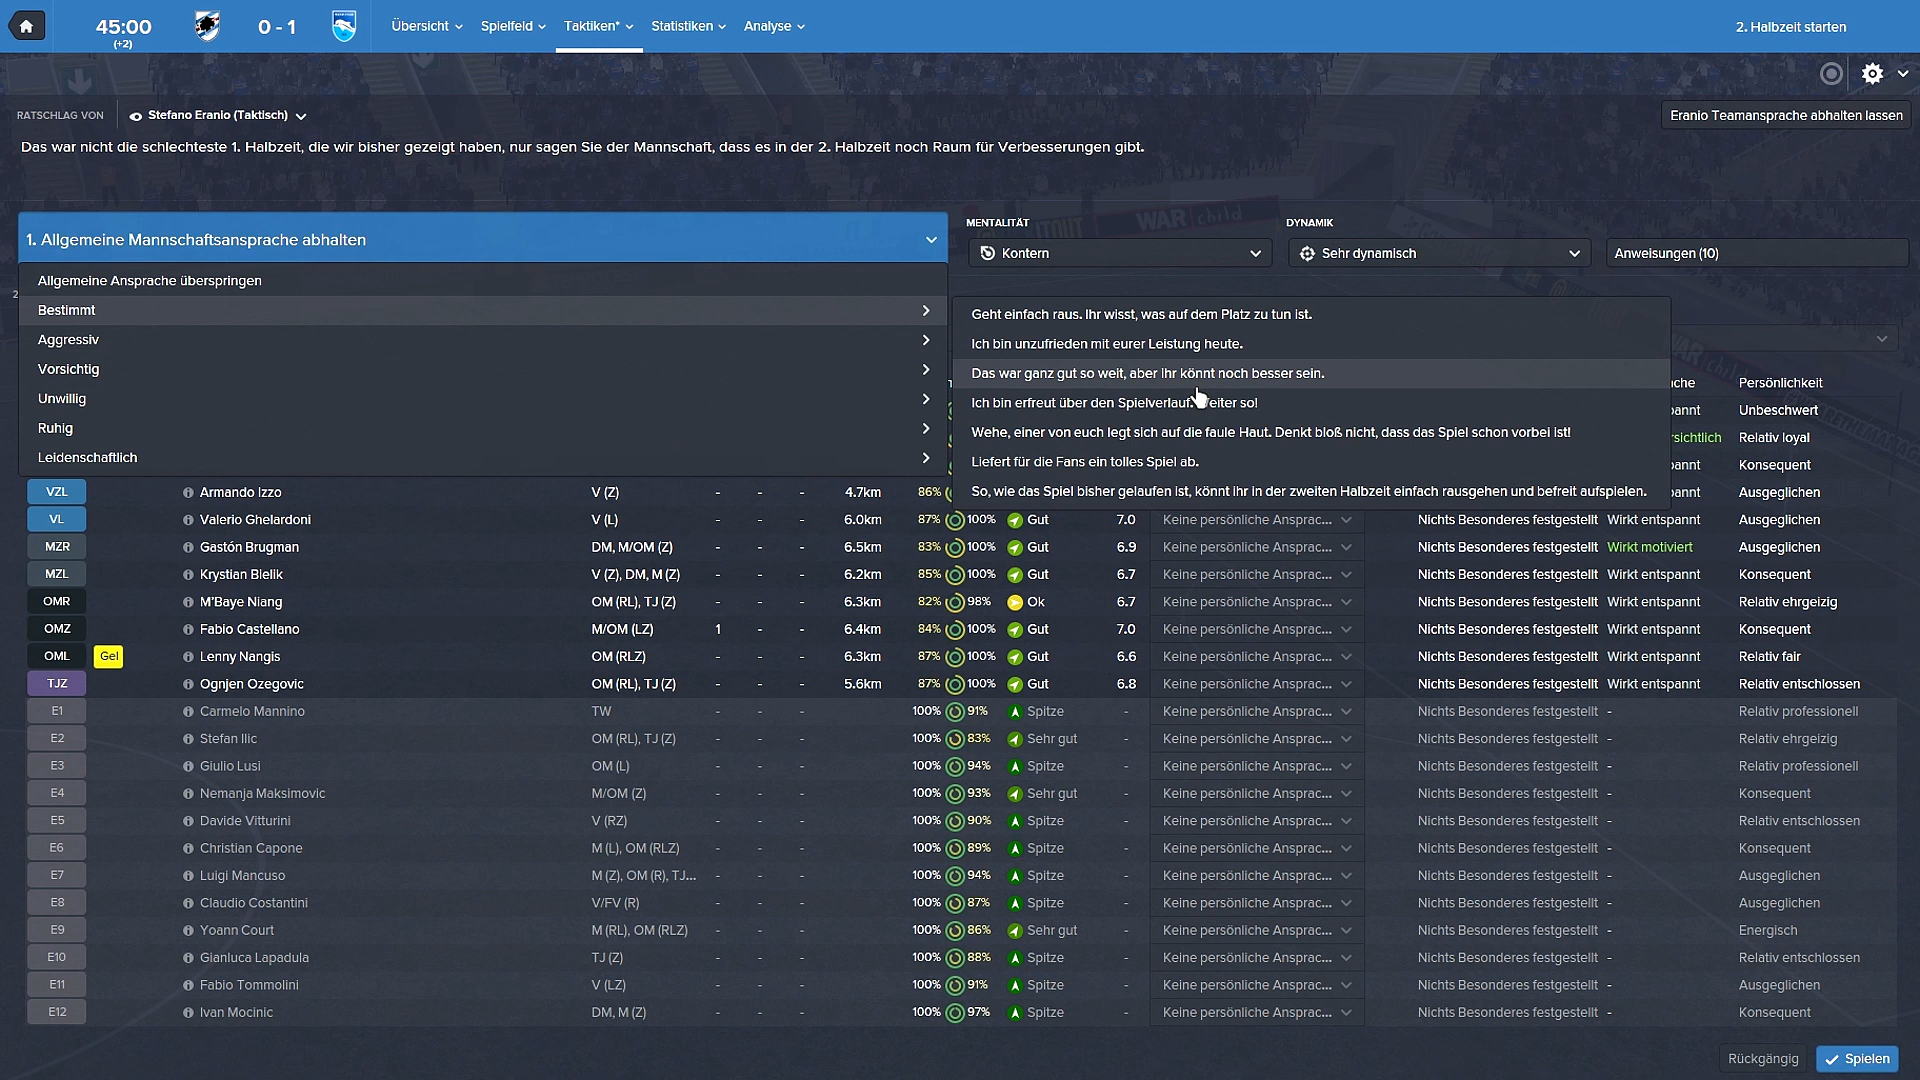 45:00
(+2)
0 - 1
Übersicht
Spielfeld
Taktiken*
Statistiken
Analyse
2. Halbzeit starten
RATSCHLAG VON
Stefano Eranio (Taktisch)
Eranio Teamansprache abhalten lassen
Das war nicht die schlechteste 1. Halbzeit, die wir bisher gezeigt haben, nur sagen Sie der Mannschaft, dass es in der 2. Halbzeit noch Raum für Verbesserungen gibt.
1. Allgemeine Mannschaftsansprache abhalten
MENTALITÄT
DYNAMIK
Kontern
Sehr dynamisch
Anweisungen (10)
Allgemeine Ansprache überspringen
Bestimmt
Aggressiv
Vorsichtig
Unwillig
Ruhig
Leidenschaftlich
Geht einfach raus. Ihr wisst, was auf dem Platz zu tun ist.
Ich bin unzufrieden mit eurer Leistung heute.
Das war ganz gut so weit, aber ihr könnt noch besser sein.
Ich bin erfreut über den Spielverlauf. Weiter so!
Wehe, einer von euch legt sich auf die faule Haut. Denkt bloß nicht, dass das Spiel schon vorbei ist!
Liefert für die Fans ein tolles Spiel ab.
So, wie das Spiel bisher gelaufen ist, könnt ihr in der zweiten Halbzeit einfach rausgehen und befreit aufspielen.
Persönlichkeit
Unbeschwert
Relativ loyal
Konsequent
VZL Armando Izzo V (Z) - - - 4.7km 86% Ausgeglichen
VL Valerio Ghelardoni V (L) - - - 6.0km 87% 100% Gut 7.0 Keine persönliche Ansprac... Nichts Besonderes festgestellt Wirkt entspannt Ausgeglichen
MZR Gastón Brugman DM, M/OM (Z) - - - 6.5km 83% 100% Gut 6.9 Keine persönliche Ansprac... Nichts Besonderes festgestellt Wirkt motiviert Ausgeglichen
MZL Krystian Bielik V (Z), DM, M (Z) - - - 6.2km 85% 100% Gut 6.7 Keine persönliche Ansprac... Nichts Besonderes festgestellt Wirkt entspannt Konsequent
OMR M'Baye Niang OM (RL), TJ (Z) - - - 6.3km 82% 98% Ok 6.7 Keine persönliche Ansprac... Nichts Besonderes festgestellt Wirkt entspannt Relativ ehrgeizig
OMZ Fabio Castellano M/OM (LZ) 1 - - 6.4km 84% 100% Gut 7.0 Keine persönliche Ansprac... Nichts Besonderes festgestellt Wirkt entspannt Konsequent
OML Gel Lenny Nangis OM (RLZ) - - - 6.3km 87% 100% Gut 6.6 Keine persönliche Ansprac... Nichts Besonderes festgestellt Wirkt entspannt Relativ fair
TJZ Ognjen Ozegovic OM (RL), TJ (Z) - - - 5.6km 87% 100% Gut 6.8 Keine persönliche Ansprac... Nichts Besonderes festgestellt Wirkt entspannt Relativ entschlossen
E1 Carmelo Mannino TW - - - 100% 91% Spitze - Keine persönliche Ansprac... Nichts Besonderes festgestellt - Relativ professionell
E2 Stefan Ilic OM (RL), TJ (Z) - - - 100% 83% Sehr gut - Keine persönliche Ansprac... Nichts Besonderes festgestellt - Relativ ehrgeizig
E3 Giulio Lusi OM (L) - - - 100% 94% Spitze - Keine persönliche Ansprac... Nichts Besonderes festgestellt - Relativ professionell
E4 Nemanja Maksimovic M/OM (Z) - - - 100% 93% Sehr gut - Keine persönliche Ansprac... Nichts Besonderes festgestellt - Konsequent
E5 Davide Vitturini V (RZ) - - - 100% 90% Spitze - Keine persönliche Ansprac... Nichts Besonderes festgestellt - Relativ entschlossen
E6 Christian Capone M (L), OM (RLZ) - - - 100% 89% Spitze - Keine persönliche Ansprac... Nichts Besonderes festgestellt - Konsequent
E7 Luigi Mancuso M (Z), OM (R), TJ... - - - 100% 94% Spitze - Keine persönliche Ansprac... Nichts Besonderes festgestellt - Ausgeglichen
E8 Claudio Costantini V/FV (R) - - - 100% 87% Spitze - Keine persönliche Ansprac... Nichts Besonderes festgestellt - Ausgeglichen
E9 Yoann Court M (RL), OM (RLZ) - - - 100% 86% Sehr gut - Keine persönliche Ansprac... Nichts Besonderes festgestellt - Energisch
E10 Gianluca Lapadula TJ (Z) - - - 100% 88% Spitze - Keine persönliche Ansprac... Nichts Besonderes festgestellt - Relativ entschlossen
E11 Fabio Tommolini V (LZ) - - - 100% 91% Spitze - Keine persönliche Ansprac... Nichts Besonderes festgestellt - Ausgeglichen
E12 Ivan Mocinic DM, M (Z) - - - 100% 97% Spitze - Keine persönliche Ansprac... Nichts Besonderes festgestellt - Konsequent
Rückgängig
Spielen